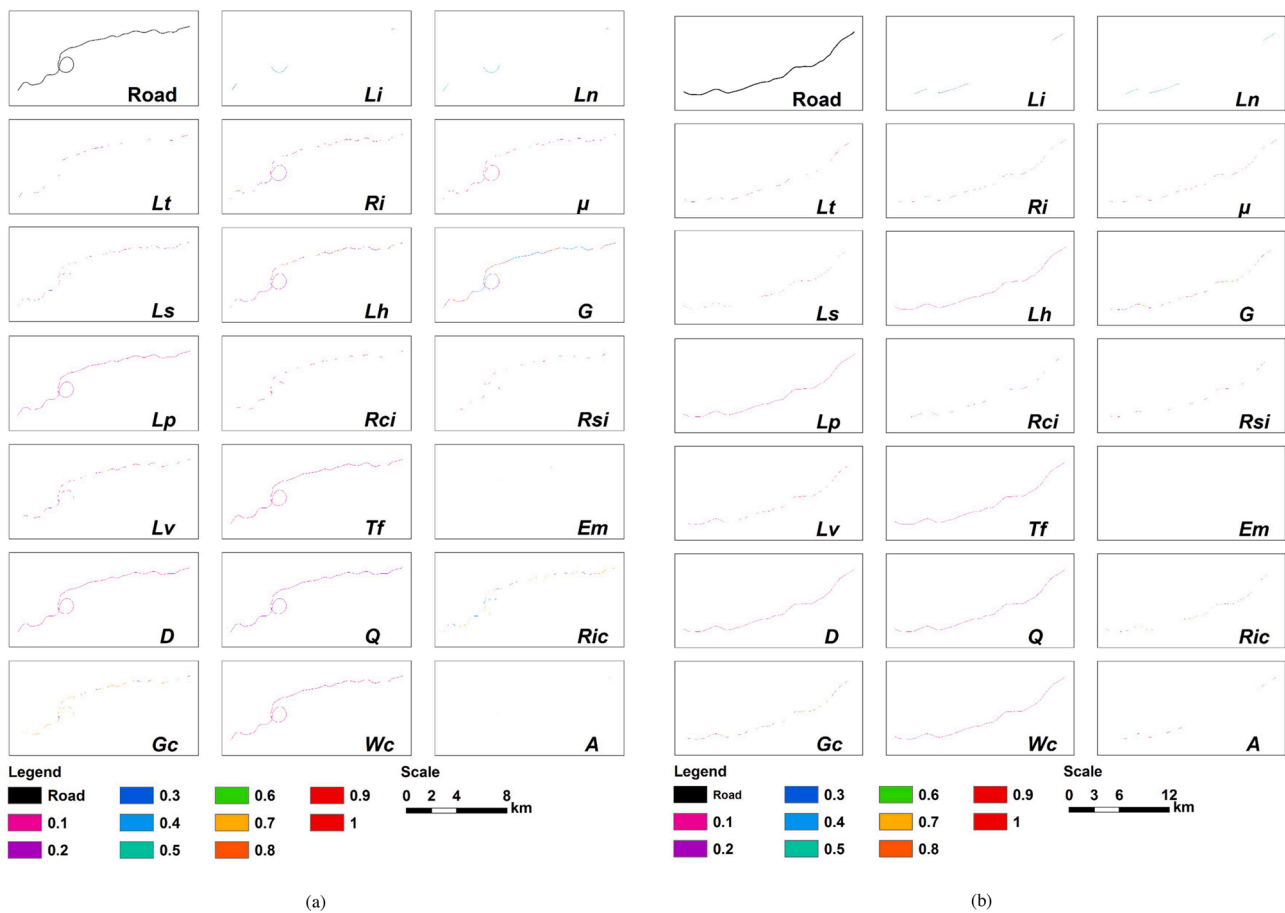 Road
Li
Ln
Lt
Ri
μ
Ls
Lh
G
Lp
Rci
Rsi
Lv
Tf
Em
D
Q
Ric
Gc
Wc
A
Legend
Scale
Road 0.3 0.6 0.9
0.1 0.4 0.7 1
0.2 0.5 0.8
0 2 4 8
km
(a)
Road
Li
Ln
Lt
Ri
μ
Ls
Lh
G
Lp
Rci
Rsi
Lv
Tf
Em
D
Q
Ric
Gc
Wc
A
Legend
Scale
Road 0.3 0.6 0.9
0.1 0.4 0.7 1
0.2 0.5 0.8
0 3 6 12
km
(b)